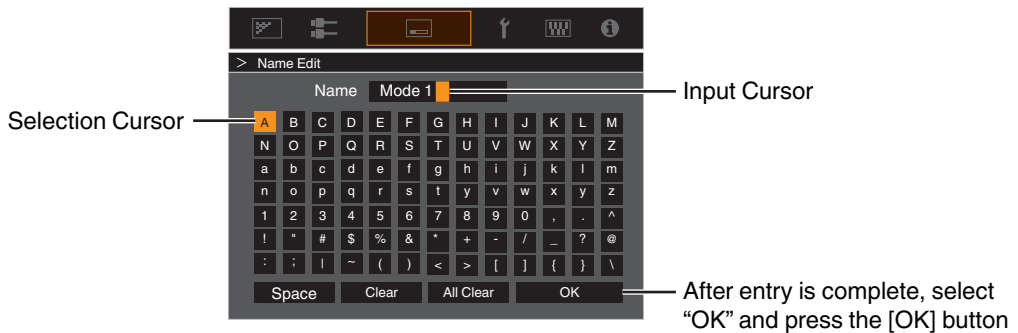 > Name Edit
Name Mode 1
Input Cursor
Selection Cursor
A B C D E F G H I J K L M
N O P Q R S T U V W X Y Z
a b c d e f g h i j k l m
n o p q r s t y v w x y z
1 2 3 4 5 6 7 8 9 0 , . ^
! " # $ % & * + - / _ ? @
: ; | ~ ( ) < > [ ] { } \
Space Clear All Clear OK
After entry is complete, select
“OK” and press the [OK] button